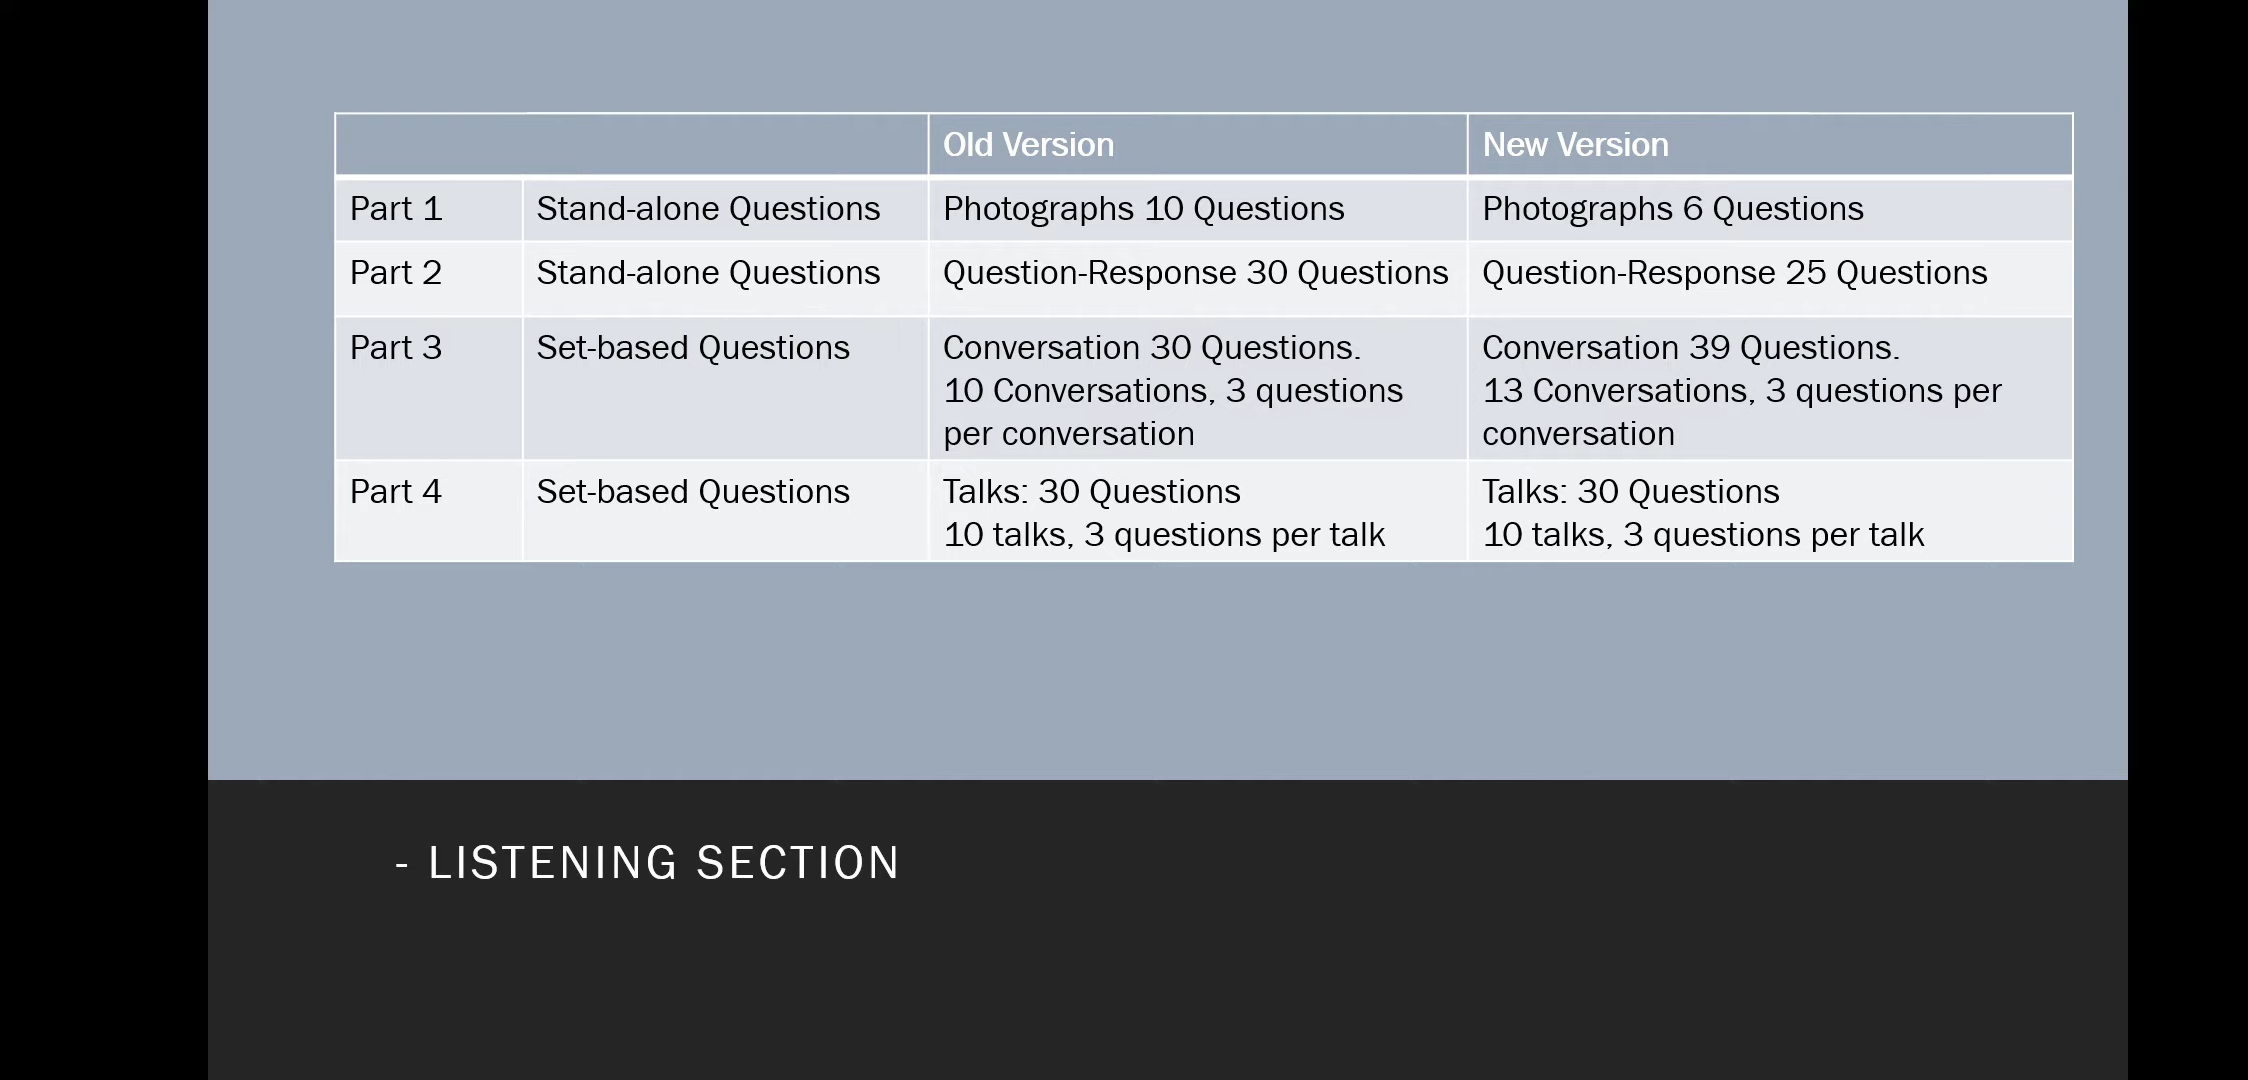 Old Version New Version
Part 1 Stand-alone Questions Photographs 10 Questions Photographs 6 Questions
Part 2 Stand-alone Questions Question-Response 30 Questions Question-Response 25 Questions
Part 3 Set-based Questions Conversation 30 Questions. Conversation 39 Questions.
10 Conversations, 3 questions 13 Conversations, 3 questions per
per conversation conversation
Part 4 Set-based Questions Talks: 30 Questions Talks: 30 Questions
10 talks, 3 questions per talk 10 talks, 3 questions per talk
- LISTENING SECTION